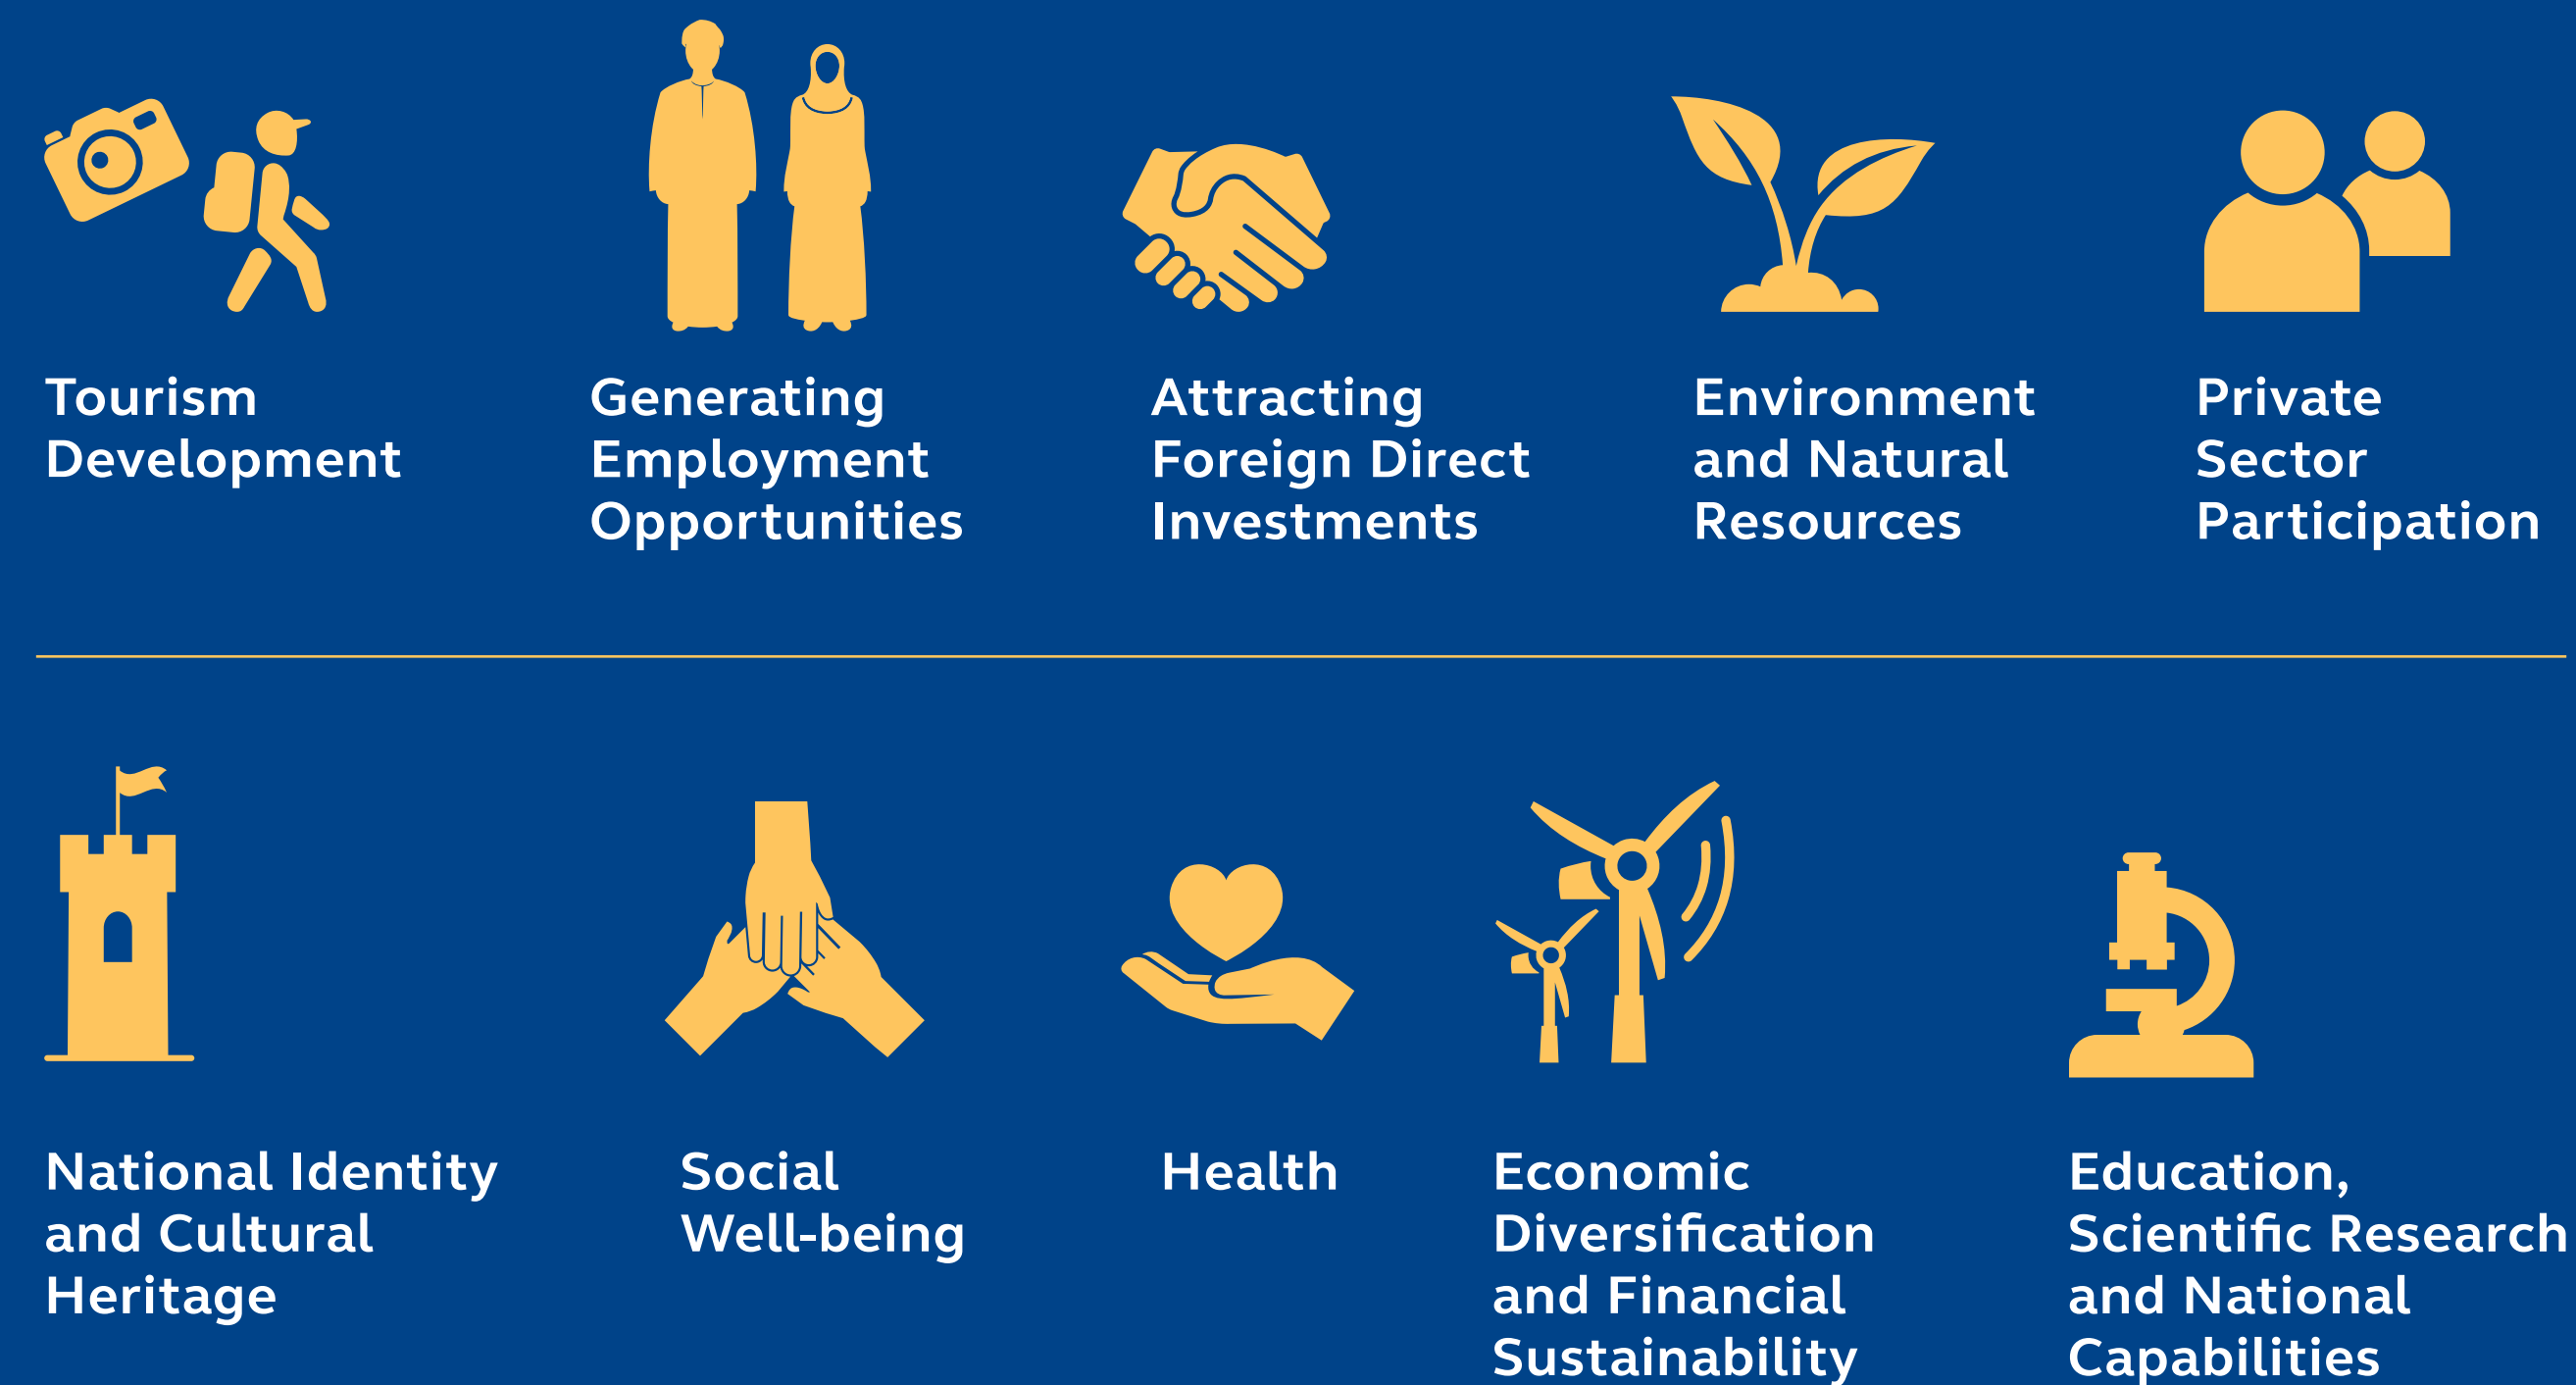 Tourism
Development
Generating
Employment
Opportunities
Attracting
Foreign Direct
Investments
Environment
and Natural
Resources
Private
Sector
Participation
National Identity
and Cultural
Heritage
Social
Well-being
Health
Economic
Diversification
and Financial
Sustainability
Education,
Scientific Research
and National
Capabilities